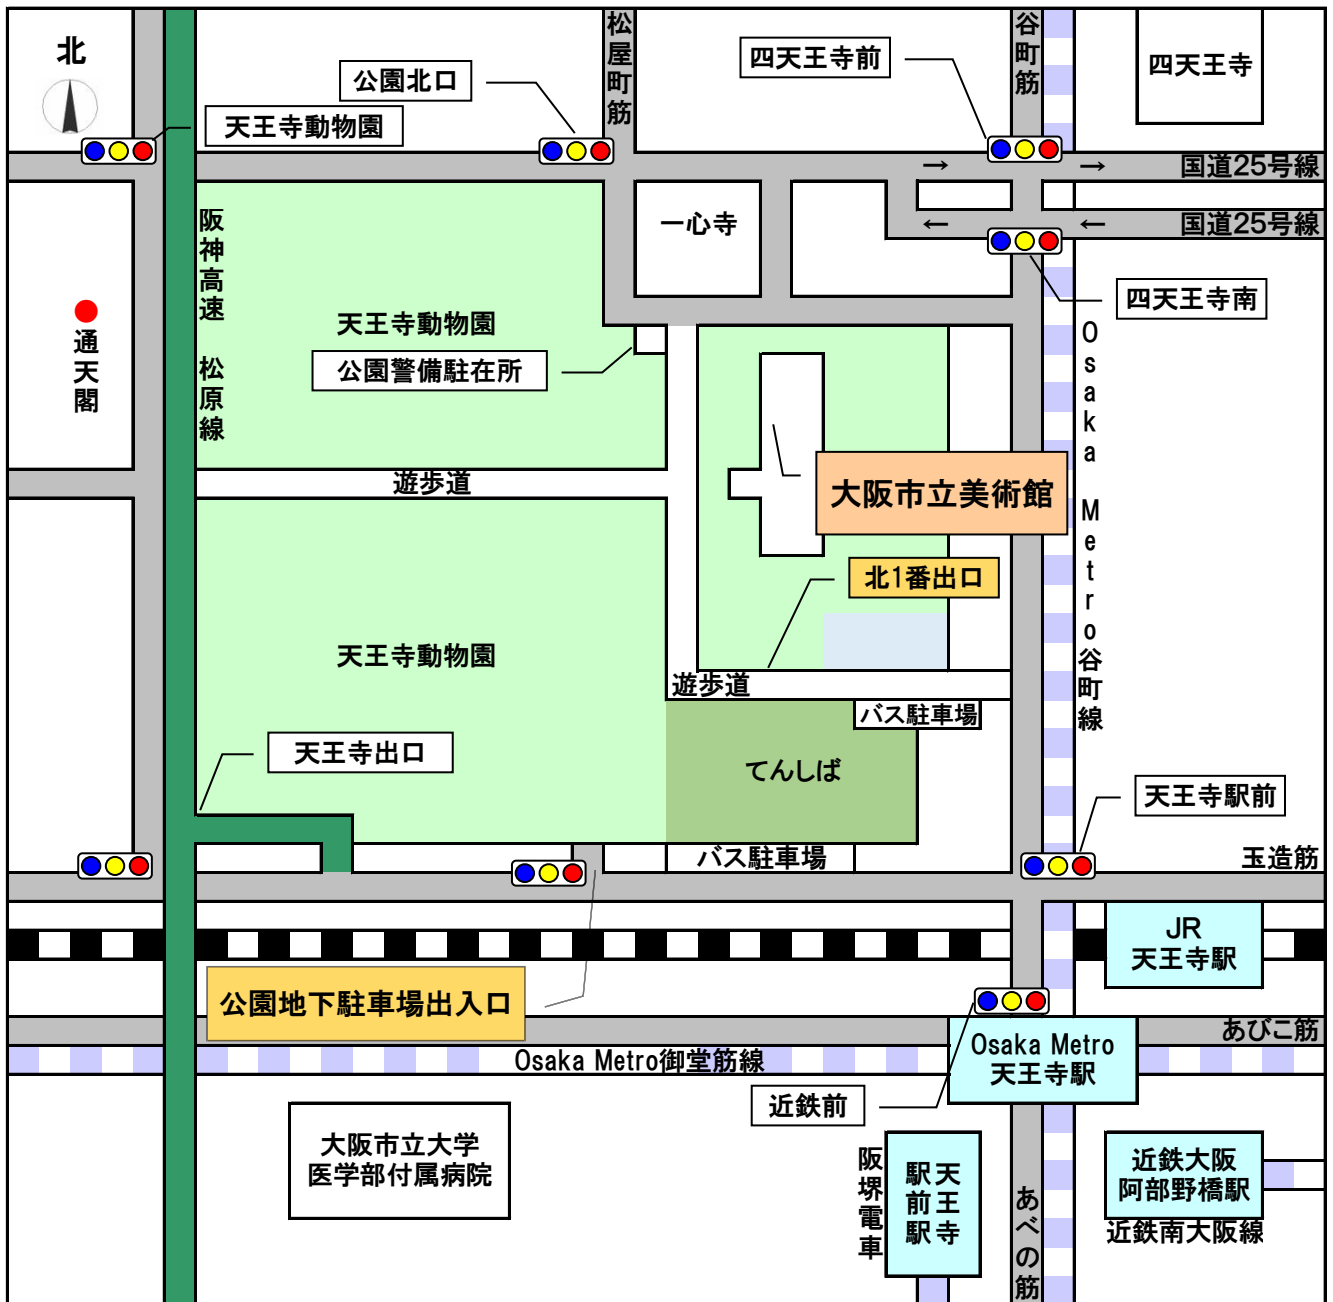 北
松屋町筋
谷町筋
四天王寺前
四天王寺
公園北口
天王寺動物園
→
→
国道25号線
←
←
国道25号線
阪神高速 松原線
一心寺
四天王寺南
通天閣
天王寺動物園
公園警備駐在所
Osaka Metro谷町線
遊歩道
大阪市立美術館
北1番出口
天王寺動物園
遊歩道
バス駐車場
天王寺出口
てんしば
天王寺駅前
バス駐車場
玉造筋
JR
天王寺駅
公園地下駐車場出入口
あびこ筋
Osaka Metro
天王寺駅
Osaka Metro御堂筋線
近鉄前
大阪市立大学
医学部付属病院
阪堺電車
天王寺
駅前駅
あべの筋
近鉄大阪
阿部野橋駅
近鉄南大阪線